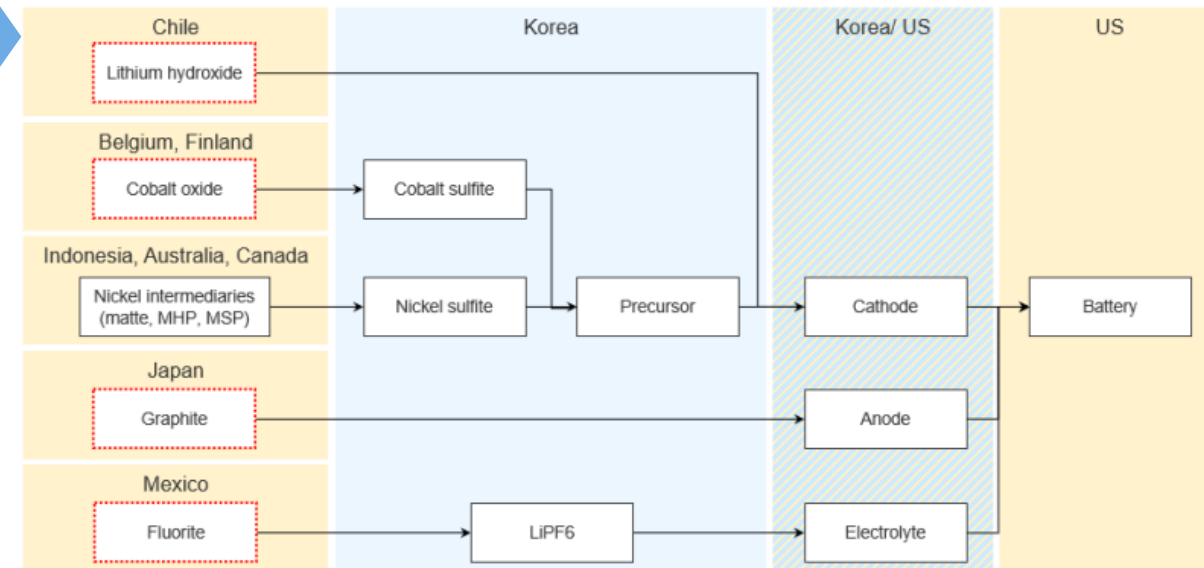 Chile
Korea
Korea/ US
US
Lithium hydroxide
Belgium, Finland
Cobalt oxide
Cobalt sulfite
Indonesia, Australia, Canada
Nickel intermediaries
(matte, MHP, MSP)
Nickel sulfite
Precursor
Cathode
Battery
Japan
Graphite
Anode
Mexico
Fluorite
LiPF6
Electrolyte